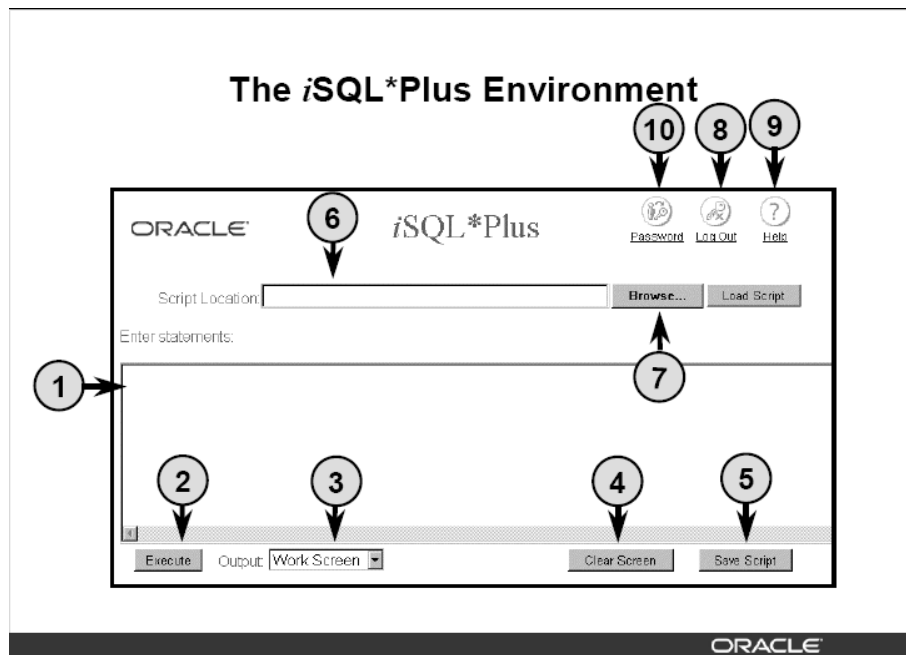 The iSQL*Plus Environment
10
8
9
6
ORACLE®
iSQL*Plus
Password
Log Out
Help
Script Location:
Browse...
Load Script
Enter statements:
7
1
2
3
4
5
Execute
Output:
Work Screen
Clear Screen
Save Script
ORACLE®